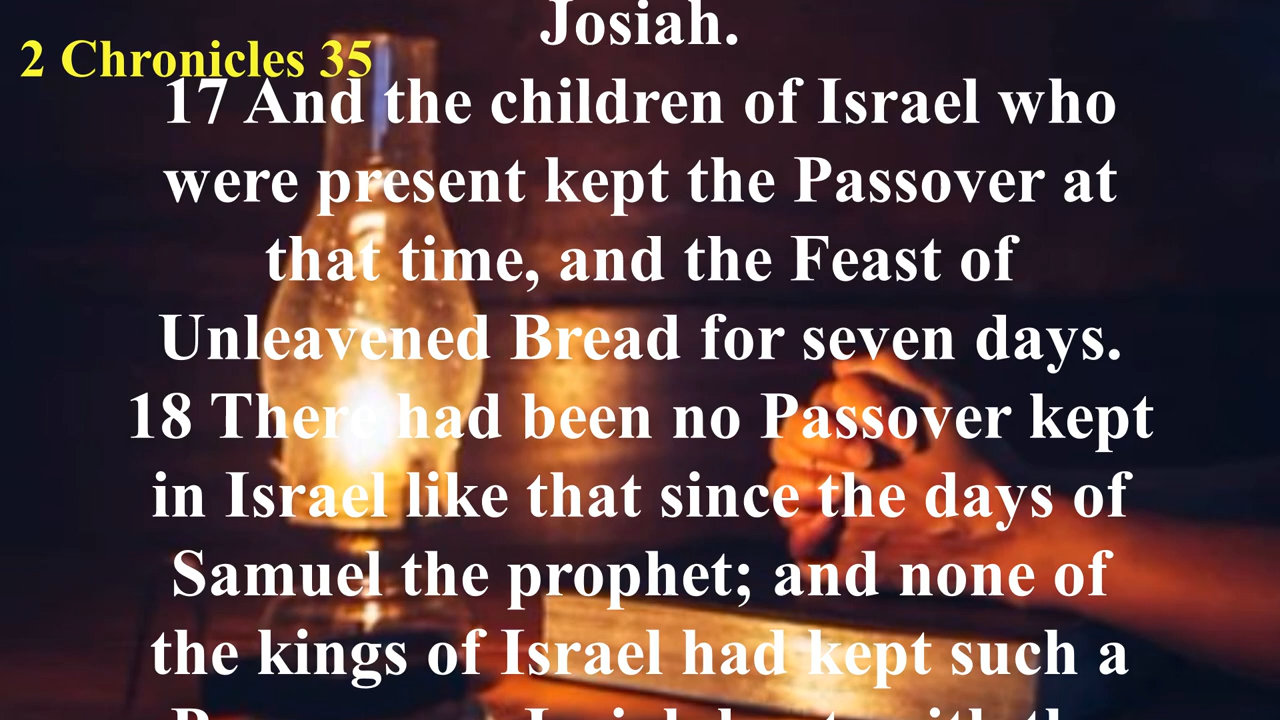 Josiah.
2 Chronicles 35
17 And the children of Israel who
were present kept the Passover at
that time, and the Feast of
Unleavened Bread for seven days.
18 There had been no Passover kept
in Israel like that since the days of
Samuel the prophet; and none of
the kings of Israel had kept such a